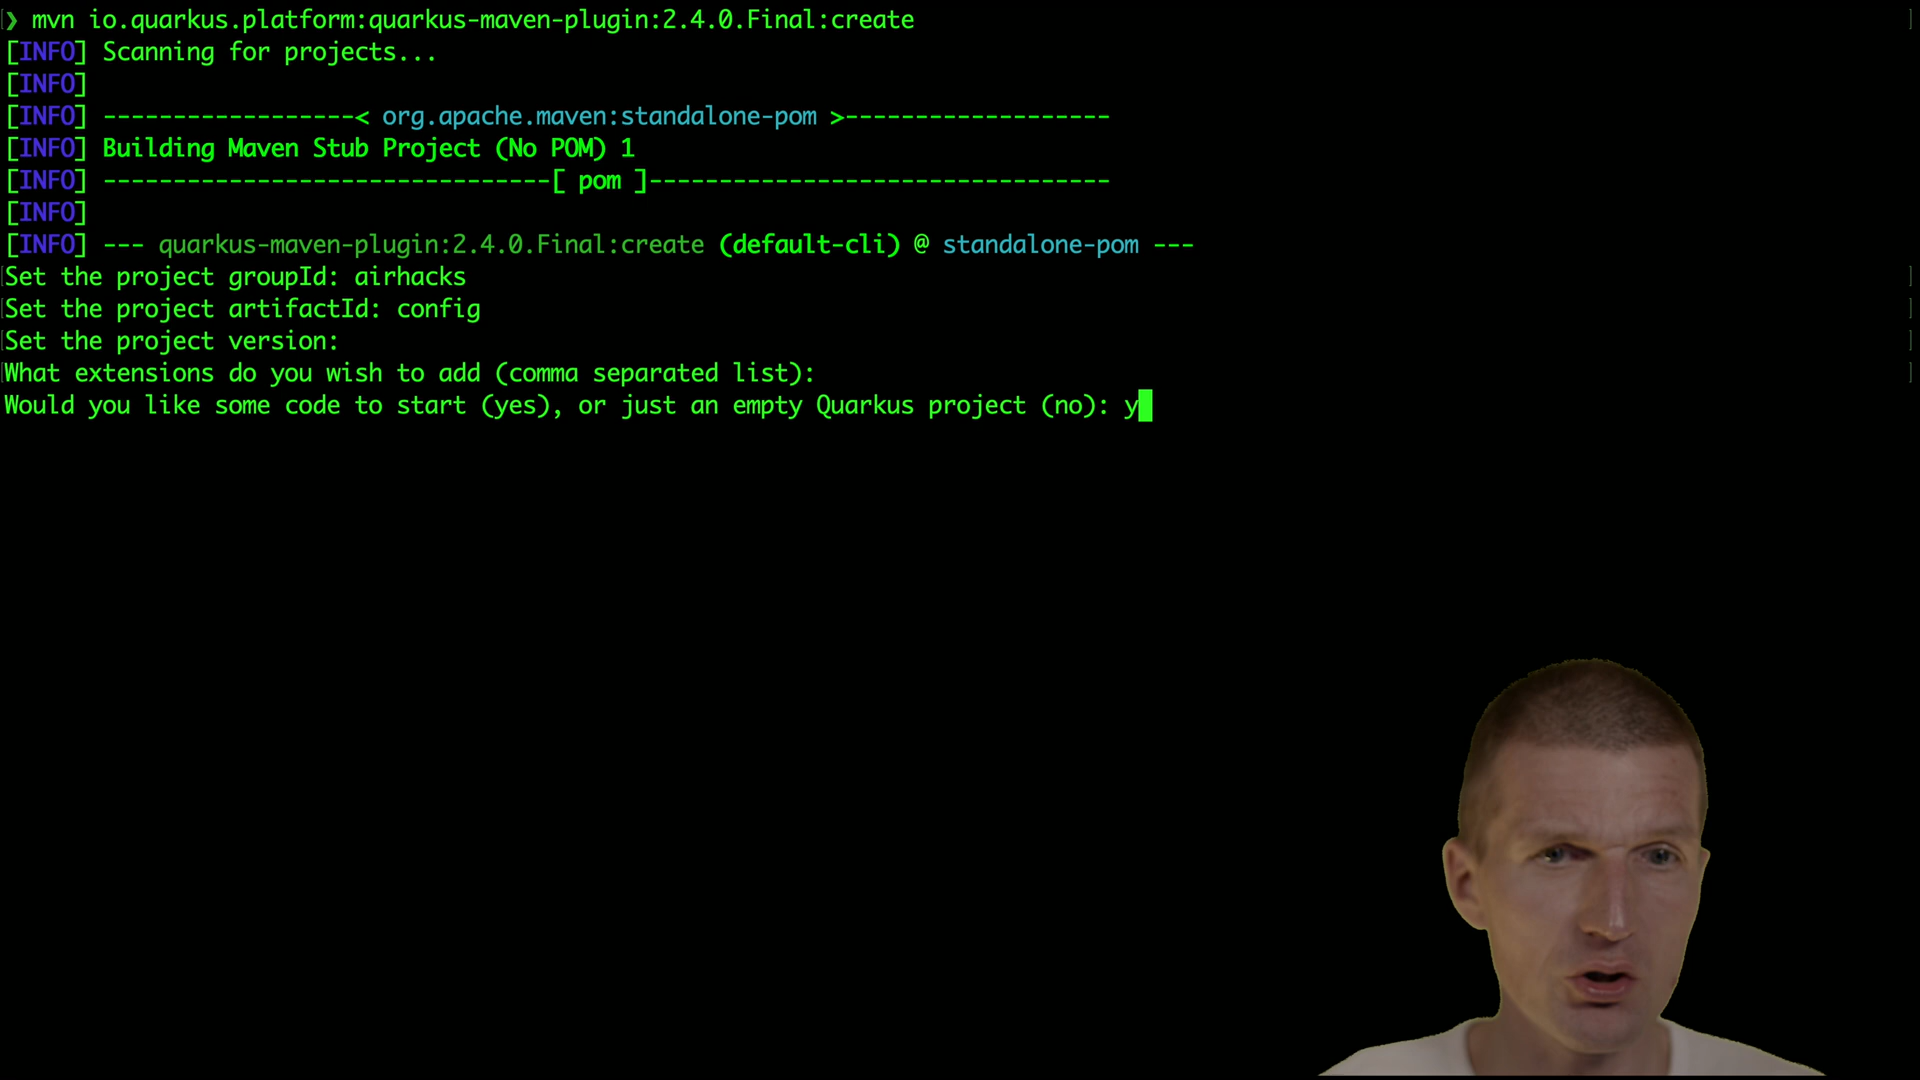 ❯ mvn io.quarkus.platform:quarkus-maven-plugin:2.4.0.Final:create
[INFO] Scanning for projects...
[INFO]
[INFO] ------------------< org.apache.maven:standalone-pom >-------------------
[INFO] Building Maven Stub Project (No POM) 1
[INFO] --------------------------------[ pom ]---------------------------------
[INFO]
[INFO] --- quarkus-maven-plugin:2.4.0.Final:create (default-cli) @ standalone-pom ---
Set the project groupId: airhacks
Set the project artifactId: config
Set the project version:
What extensions do you wish to add (comma separated list):
Would you like some code to start (yes), or just an empty Quarkus project (no): y